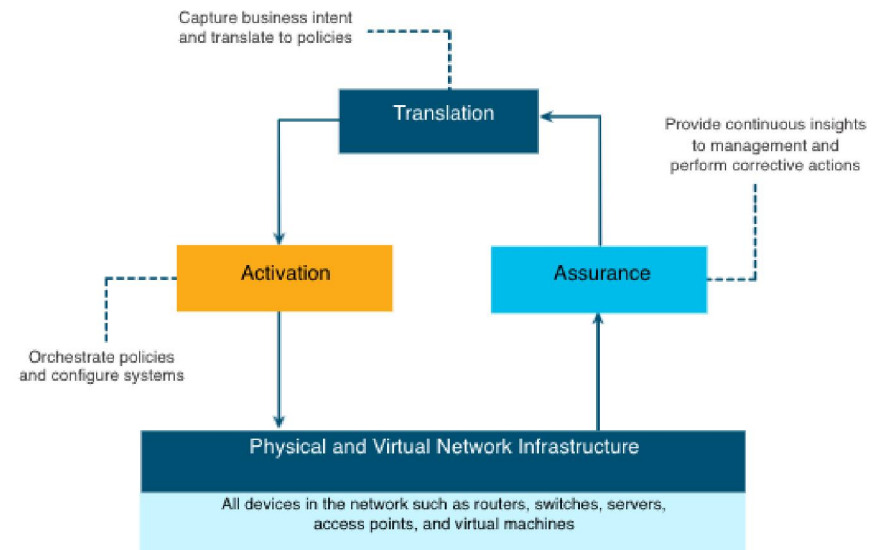 Capture business intent
and translate to policies
Translation
Provide continuous insights
to management and
perform corrective actions
Activation
Assurance
Orchestrate policies
and configure systems
Physical and Virtual Network Infrastructure
All devices in the network such as routers, switches, servers,
access points, and virtual machines